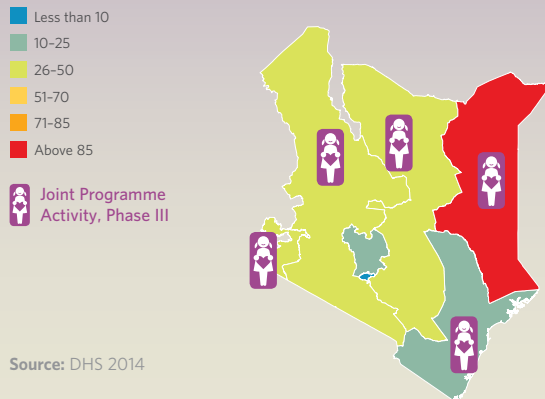 Less than 10
10–25
26–50
51–70
71–85
Above 85
Joint Programme
Activity, Phase III
Source: DHS 2014